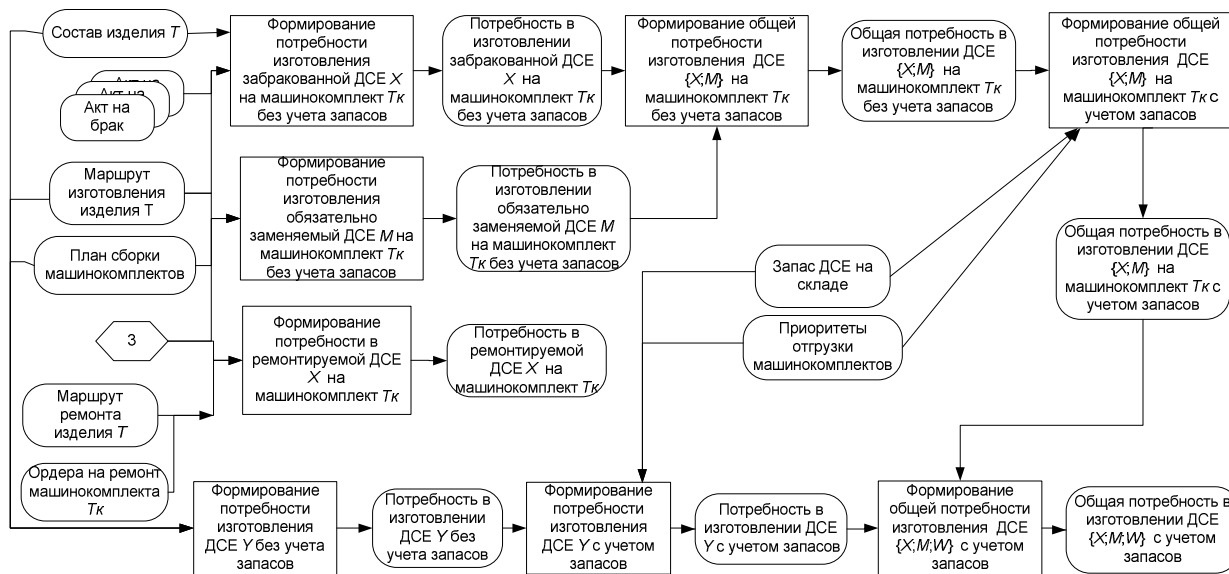 Состав изделия Т
Акт на
Акт на
Акт на
брак
Маршрут
изготовления
изделия Т
План сборки
машинокомплектов
3
Маршрут
ремонта
изделия Т
Ордера на ремонт
машинокомплекта
Тк
Формирование
потребности
изготовления
забракованной ДСЕ X
на машинокомплект Тк
без учета запасов
Потребность в
изготовлении
забракованной ДСЕ
X на
машинокомплект Тк
без учета запасов
Формирование общей
потребности
изготовления ДСЕ
{X;M} на
машинокомплект Тк
без учета запасов
Общая потребность в
изготовлении ДСЕ
{X;M} на
машинокомплект Тк
без учета запасов
Формирование общей
потребности
изготовления ДСЕ
{X;M} на
машинокомплект Тк с
учетом запасов
Формирование
потребности
изготовления
обязательно
заменяемый ДСЕ M на
машинокомплект Тк
без учета запасов
Потребность в
изготовлении
обязательно
заменяемой ДСЕ M
на машинокомплект
Тк без учета запасов
Запас ДСЕ на
складе
Общая потребность в
изготовлении ДСЕ
{X;M} на
машинокомплект Тк с
учетом запасов
Формирование
потребности в
ремонтируемой ДСЕ
X на
машинокомплект Тк
Потребность в
ремонтируемой
ДСЕ X на
машинокомплект Тк
Приоритеты
отгрузки
машинокомплектов
Формирование
потребности
изготовления
ДСЕ Y без учета
запасов
Потребность в
изготовлении
ДСЕ Y без
учета запасов
Формирование
потребности
изготовления
ДСЕ Y с учетом
запасов
Потребность в
изготовлении ДСЕ
Y с учетом запасов
Формирование
общей потребности
изготовления ДСЕ
{X;M;W} с учетом
запасов
Общая потребность в
изготовлении ДСЕ
{X;M;W} с учетом
запасов